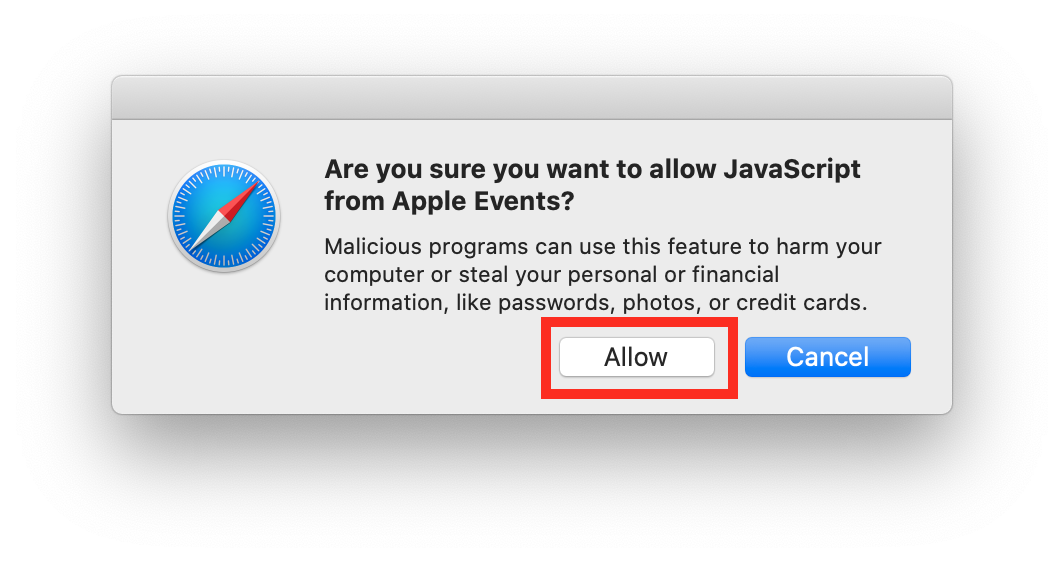 Are you sure you want to allow JavaScript
from Apple Events?
Malicious programs can use this feature to harm your
computer or steal your personal or financial
information, like passwords, photos, or credit cards.
Allow Cancel